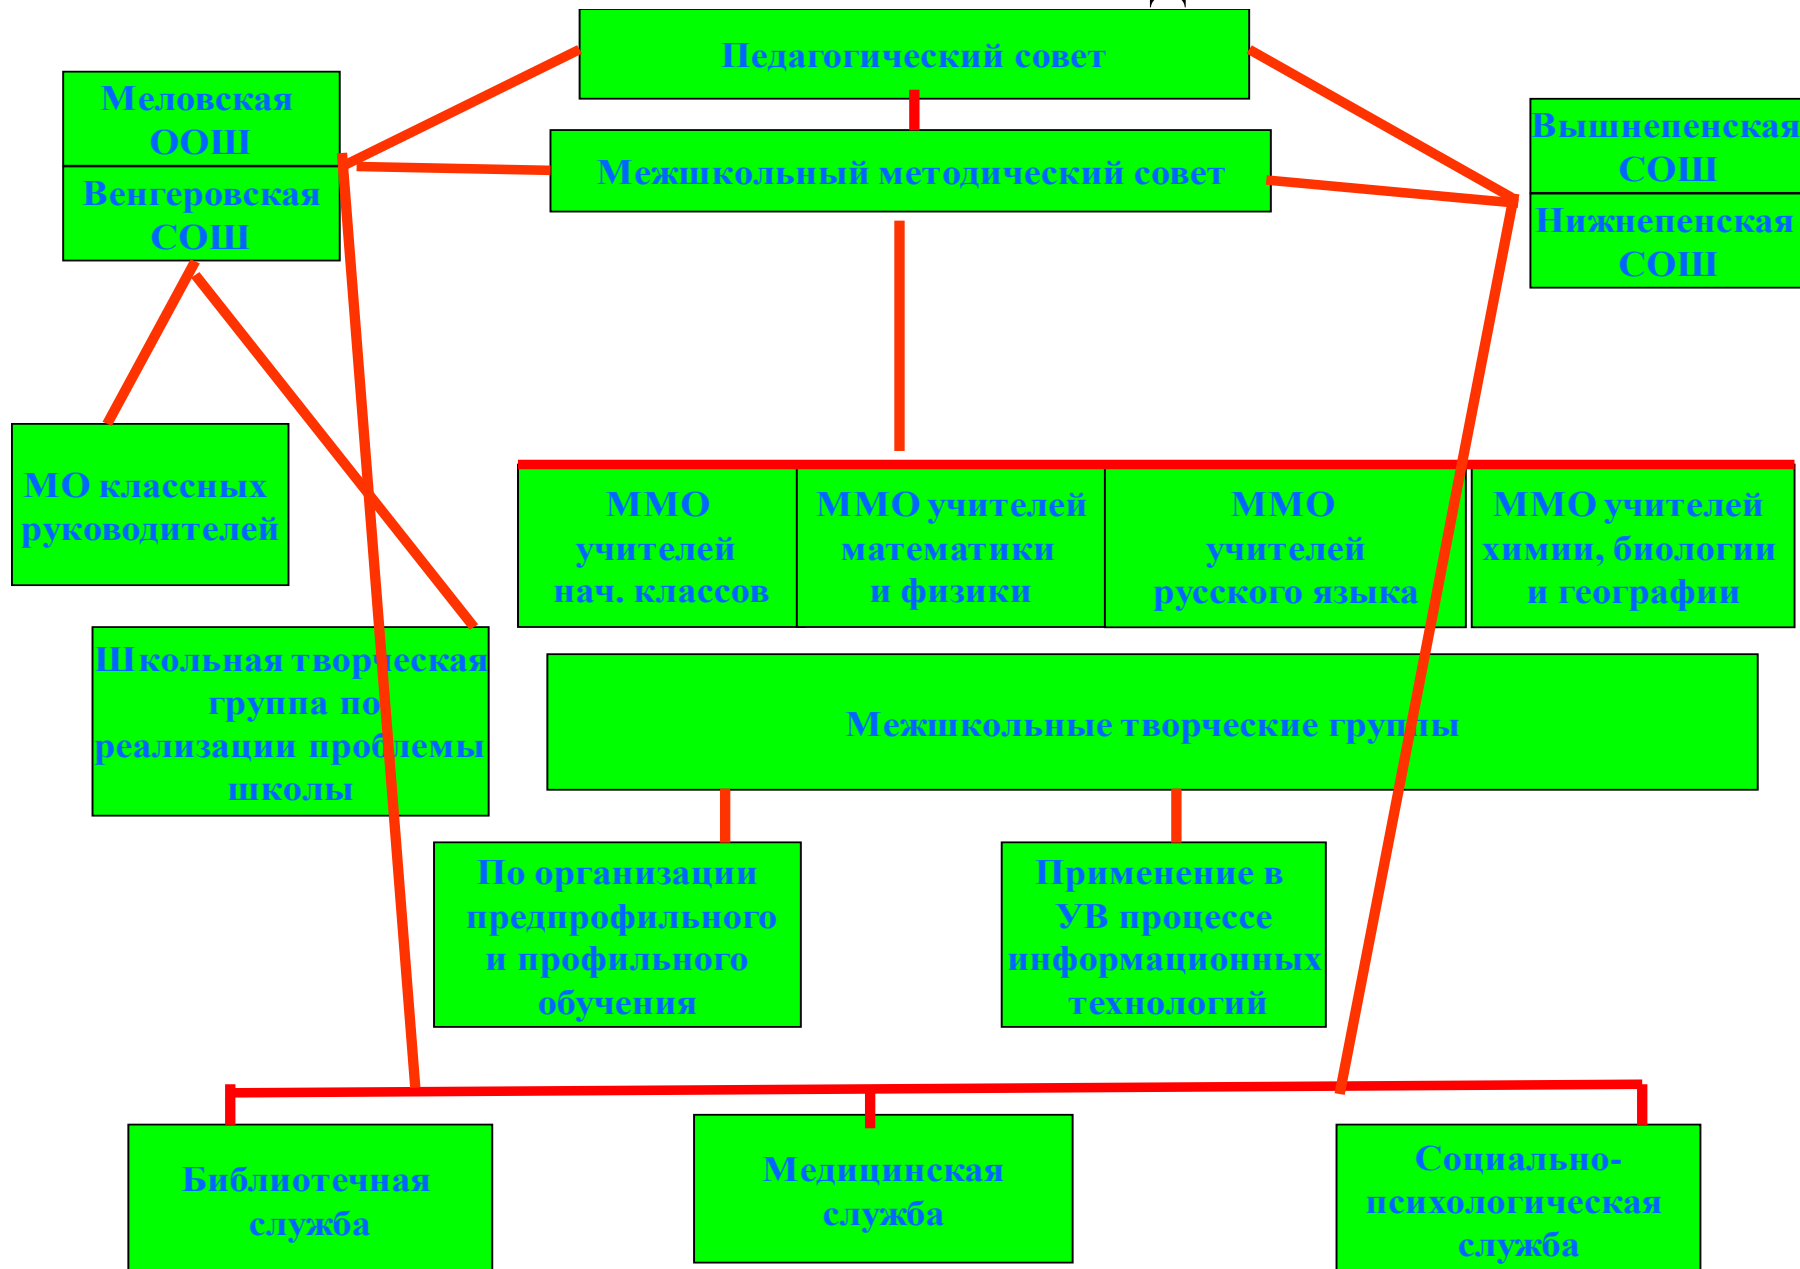 Педагогический совет
Меловская
ООШ
Венгеровская
СОШ
Межшкольный методический совет
Вышнепенская
СОШ
Нижнепенская
СОШ
МО классных
руководителей
ММО
учителей
нач. классов
ММО учителей
математики
и физики
ММО
учителей
русского языка
ММО учителей
химии, биологии
и географии
Школьная творческая
группа по
реализации проблемы
школы
Межшкольные творческие группы
По организации
предпрофильного
и профильного
обучения
Применение в
УВ процессе
информационных
технологий
Библиотечная
служба
Медицинская
служба
Социально-
психологическая
служба